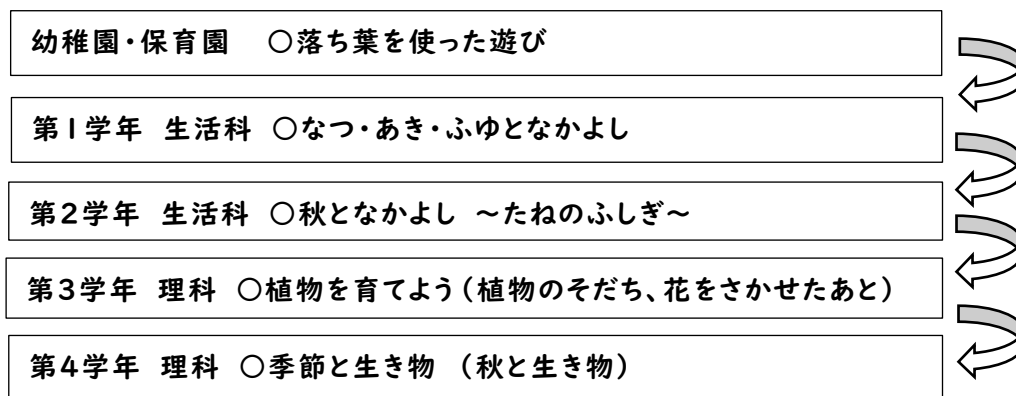 幼稚園・保育園　○落ち葉を使った遊び
第1学年　生活科　○なつ・あき・ふゆとなかよし
第2学年　生活科　○秋となかよし　～たねのふしぎ～
第3学年　理科　○植物を育てよう（植物のそだち、花をさかせたあと）
第4学年　理科　○季節と生き物　（秋と生き物）